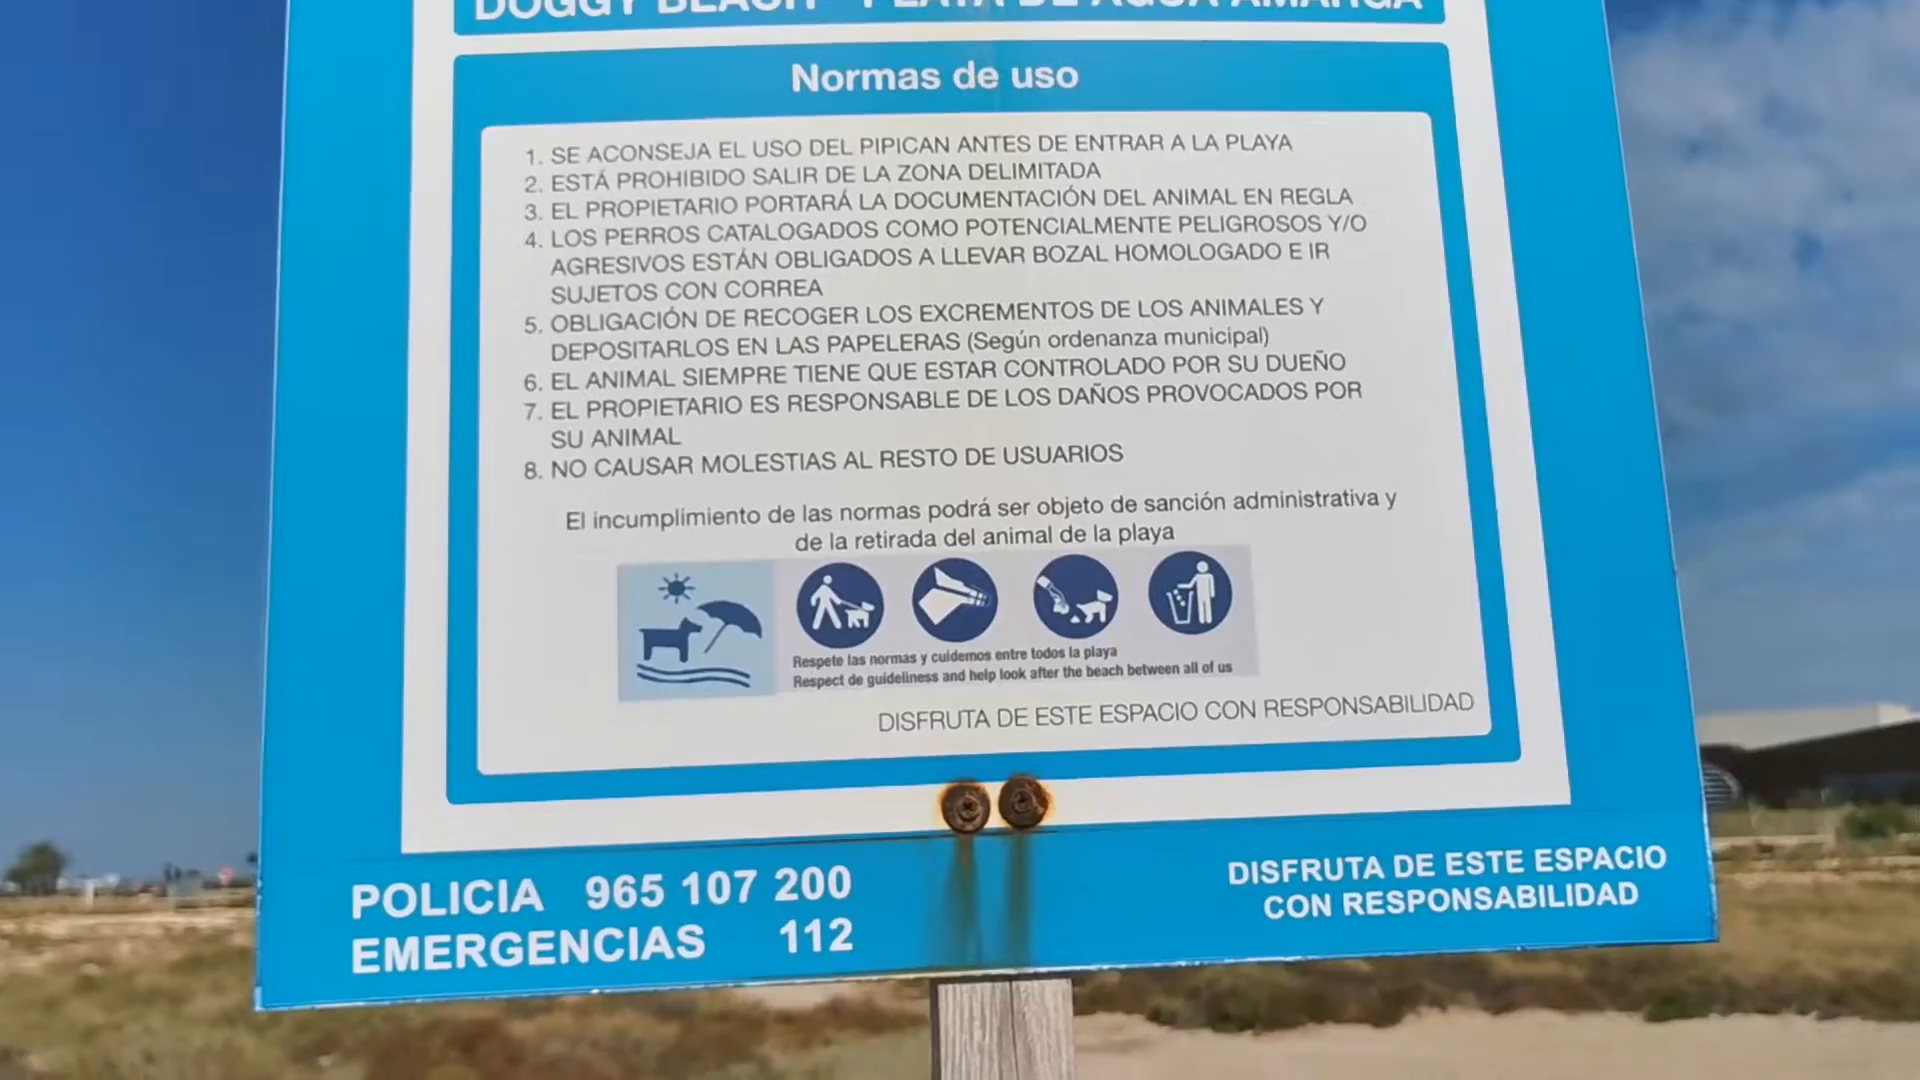 DOGGY BEACH - PLAYA DE AGUA AMARGA
Normas de uso
1. SE ACONSEJA EL USO DEL PIPICAN ANTES DE ENTRAR A LA PLAYA
2. ESTÁ PROHIBIDO SALIR DE LA ZONA DELIMITADA
3. EL PROPIETARIO PORTARÁ LA DOCUMENTACIÓN DEL ANIMAL EN REGLA
4. LOS PERROS CATALOGADOS COMO POTENCIALMENTE PELIGROSOS Y/O
AGRESIVOS ESTÁN OBLIGADOS A LLEVAR BOZAL HOMOLOGADO E IR
SUJETOS CON CORREA
5. OBLIGACIÓN DE RECOGER LOS EXCREMENTOS DE LOS ANIMALES Y
DEPOSITARLOS EN LAS PAPELERAS (Según ordenanza municipal)
6. EL ANIMAL SIEMPRE TIENE QUE ESTAR CONTROLADO POR SU DUEÑO
7. EL PROPIETARIO ES RESPONSABLE DE LOS DAÑOS PROVOCADOS POR
SU ANIMAL
8. NO CAUSAR MOLESTIAS AL RESTO DE USUARIOS
El incumplimiento de las normas podrá ser objeto de sanción administrativa y
de la retirada del animal de la playa
Respete las normas y cuidemos entre todos la playa
Respect de guideliness and help look after the beach between all of us
DISFRUTA DE ESTE ESPACIO CON RESPONSABILIDAD
POLICIA 965 107 200
EMERGENCIAS 112
DISFRUTA DE ESTE ESPACIO
CON RESPONSABILIDAD